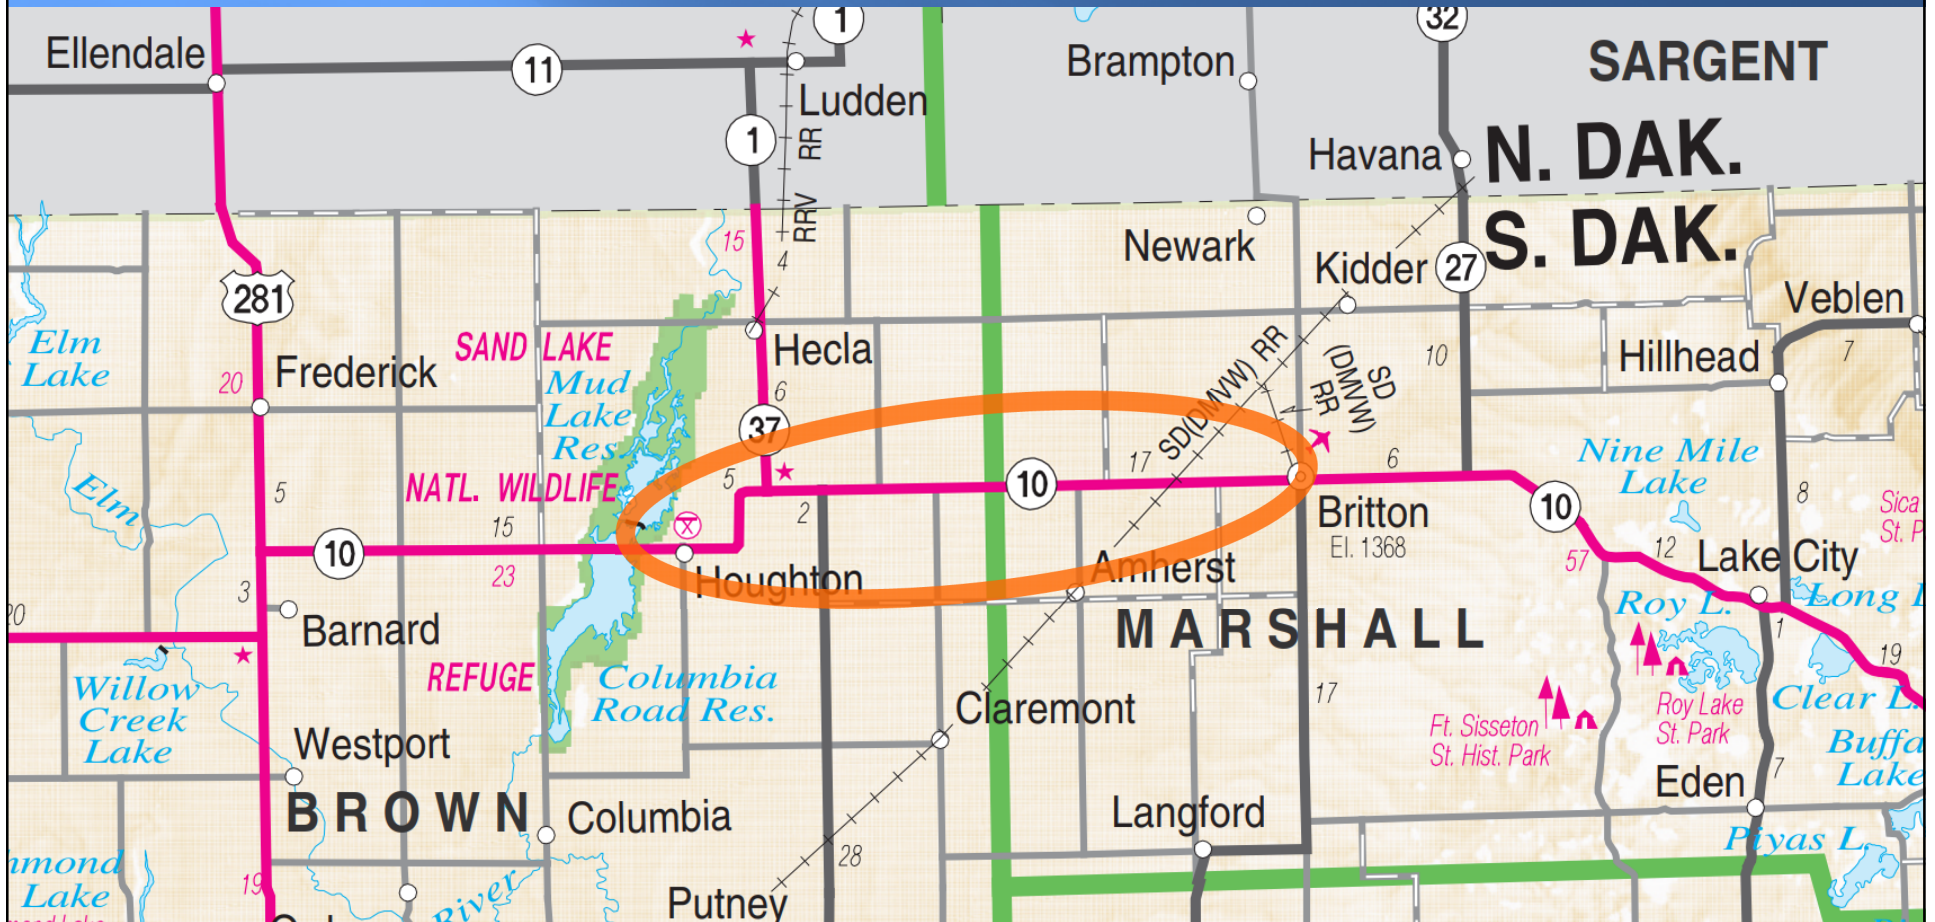 32
1
Ellendale
11
Brampton
SARGENT
Ludden
1
RR
Havana
N. DAK.
RRV
15
Newark
S. DAK.
4
Kidder
27
281
Veblen
Elm
Lake
SAND LAKE
Hecla
SD(DMVW) RR
SD
(DMVW)
RR
10
Hillhead
7
20
Frederick
Mud
Lake
Res.
6
37
17
6
Nine Mile
Lake
Elm
5
NATL. WILDLIFE
5
10
8
2
Britton
El. 1368
10
Sica
St. P
15
10
23
Houghton
Amherst
57
12
Lake City
3
20
Barnard
MARSHALL
Roy L.
Long L
1
19
REFUGE
Columbia
Road Res.
Willow
Creek
Lake
Claremont
17
Ft. Sisseton
St. Hist. Park
Roy Lake
St. Park
Clear L.
Westport
Buffa
Lake
7
Eden
BROWN
Columbia
Langford
Piyas L.
28
hmond
Lake
19
River
Putney